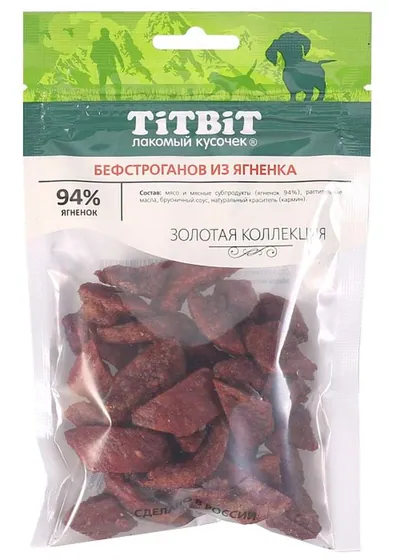 TiTBiT
лакомый кусочек®
БЕФСТРОГАНОВ ИЗ ЯГНЕНКА
94%
ЯГНЕНОК
Состав: мясо и мясные субпродукты (ягненок 94%), растительные
масла, брусничный соус, натуральный краситель (кармин).
ЗОЛОТАЯ КОЛЛЕКЦИЯ
СДЕЛАНО В РОССИИ